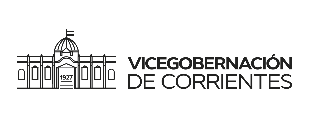 1927
VICEGOBERNACIÓN
DE CORRIENTES